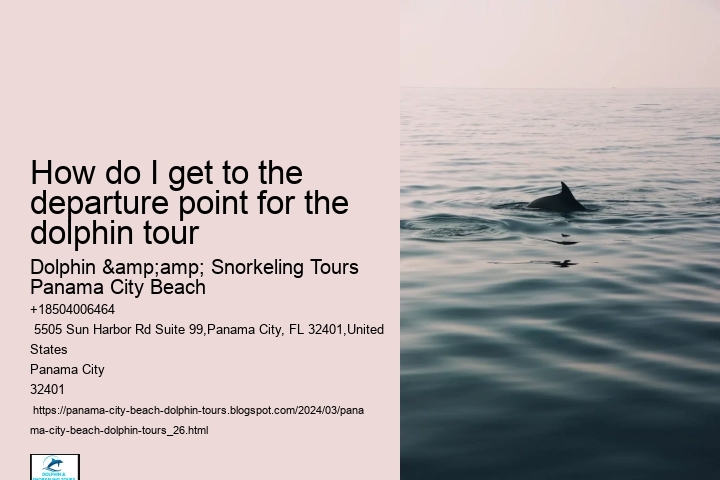 How do I get to the
departure point for the
dolphin tour
Dolphin &amp;amp; Snorkeling Tours
Panama City Beach
+18504006464
5505 Sun Harbor Rd Suite 99,Panama City, FL 32401,United
States
Panama City
32401
https://panama-city-beach-dolphin-tours.blogspot.com/2024/03/pana
ma-city-beach-dolphin-tours_26.html
DOLPHIN &
SNORKELING TOURS